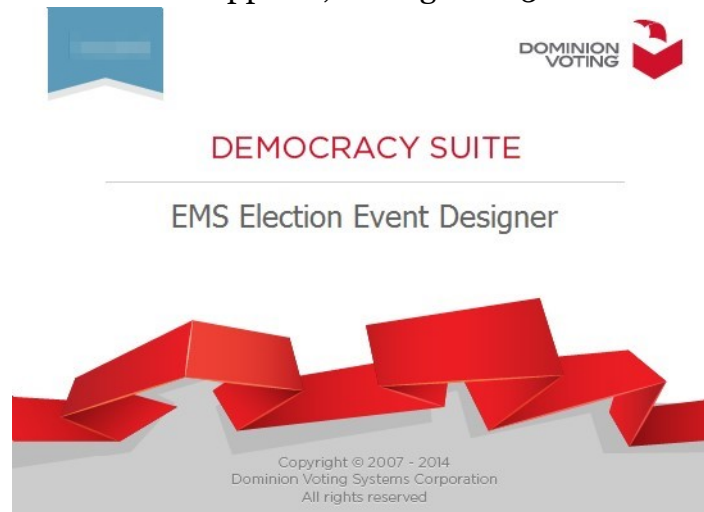 DOMINION
VOTING
DEMOCRACY SUITE
EMS Election Event Designer
Copyright © 2007 - 2014
Dominion Voting Systems Corporation
All rights reserved